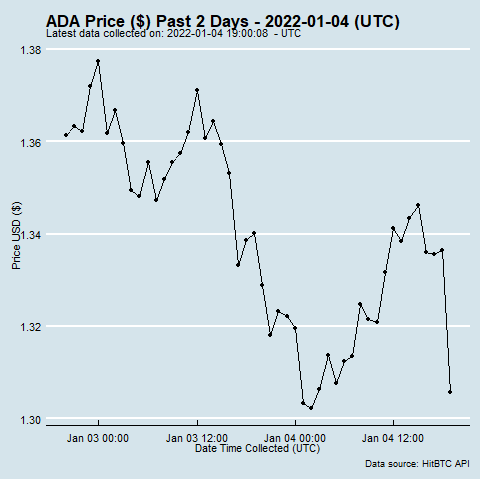 ADA Price ($) Past 2 Days - 2022-01-04 (UTC)
Latest data collected on: 2022-01-04 19:00:08  - UTC
1.38
1.36
1.34
1.32
1.30
Price USD ($)
Jan 03 00:00 Jan 03 12:00 Jan 04 00:00 Jan 04 12:00
Date Time Collected (UTC)
Data source: HitBTC API